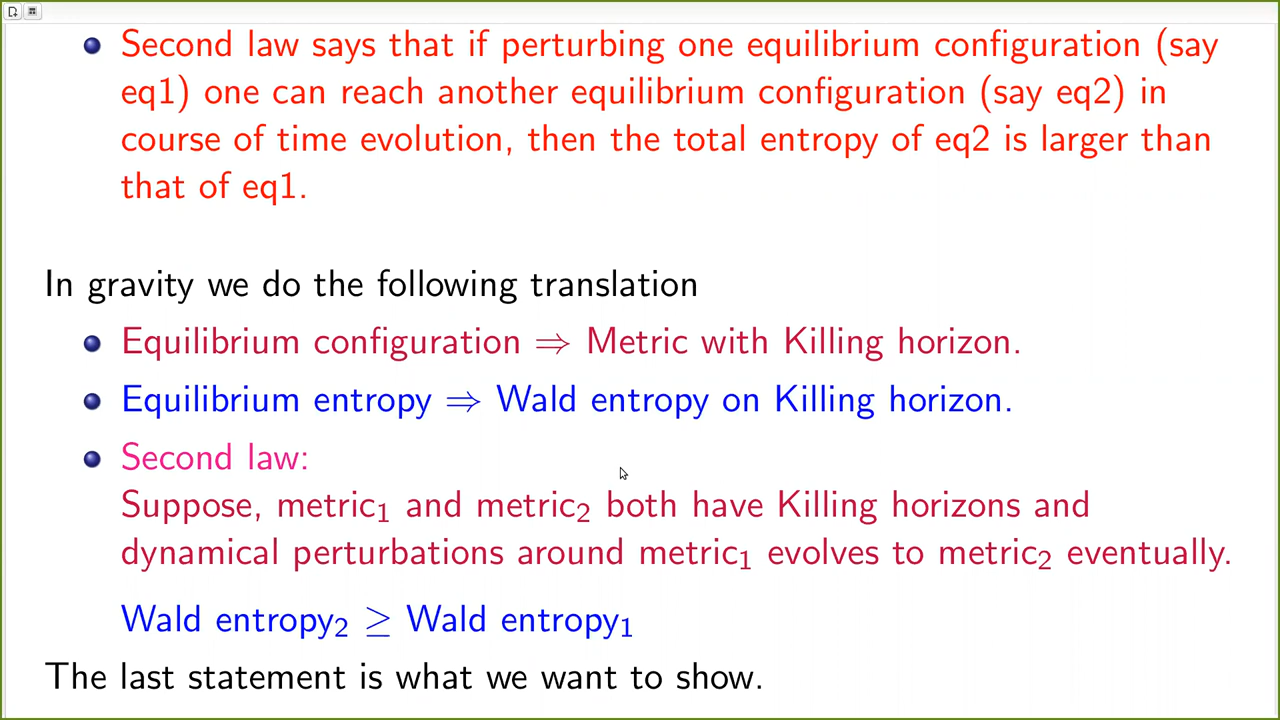 Second law says that if perturbing one equilibrium configuration (say
eq1) one can reach another equilibrium configuration (say eq2) in
course of time evolution, then the total entropy of eq2 is larger than
that of eq1.
In gravity we do the following translation
Equilibrium configuration ⇒ Metric with Killing horizon.
Equilibrium entropy ⇒ Wald entropy on Killing horizon.
Second law:
Suppose, metric₁ and metric₂ both have Killing horizons and
dynamical perturbations around metric₁ evolves to metric₂ eventually.
Wald entropy₂ ≥ Wald entropy₁
The last statement is what we want to show.